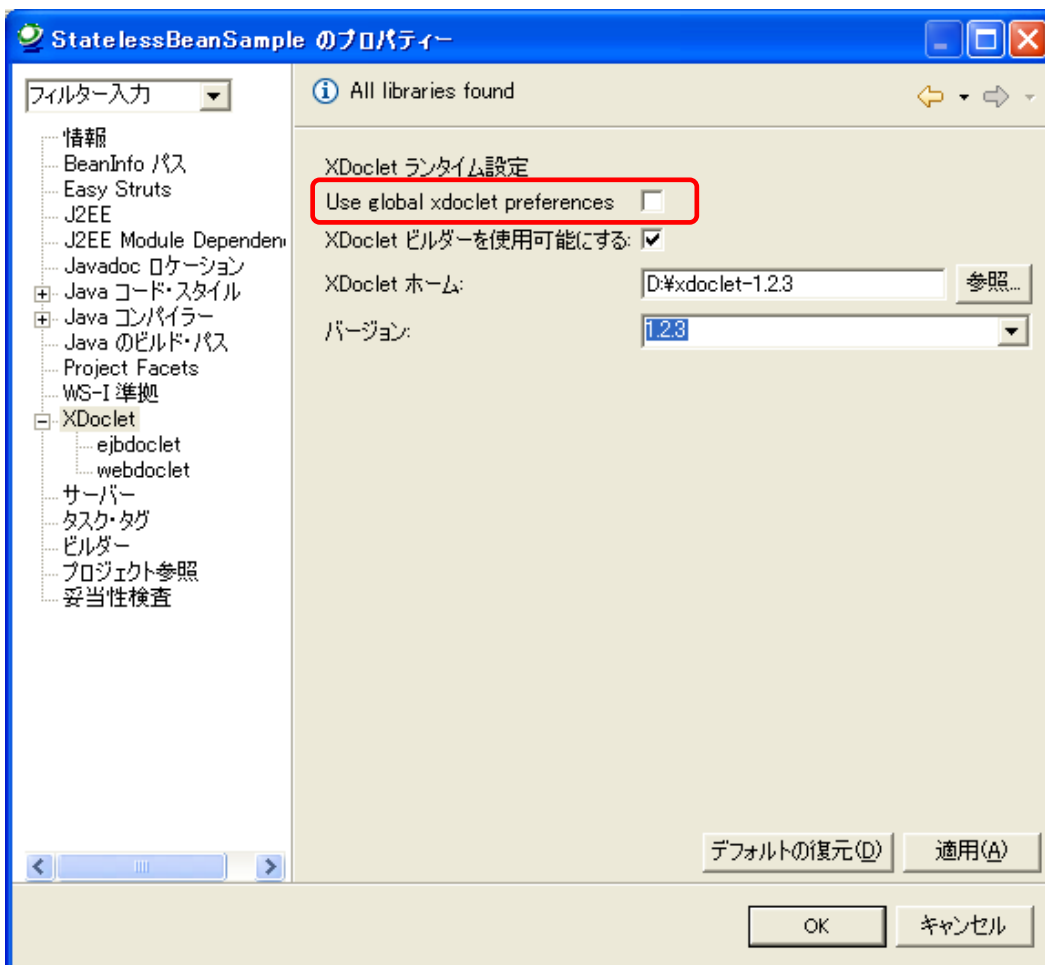 StatelessBeanSample のプロパティー
フィルター入力
All libraries found
情報
BeanInfo パス
Easy Struts
J2EE
J2EE Module Dependen
Javadoc ロケーション
Java コード・スタイル
Java コンパイラー
Java のビルド・パス
Project Facets
WS-I 準拠
XDoclet
ejbdoclet
webdoclet
サーバー
タスク・タグ
ビルダー
プロジェクト参照
妥当性検査
XDoclet ランタイム設定
Use global xdoclet preferences
XDoclet ビルダーを使用可能にする:
XDoclet ホーム: D:¥xdoclet-1.2.3 参照...
バージョン: 1.2.3
デフォルトの復元(D) 適用(A)
OK キャンセル